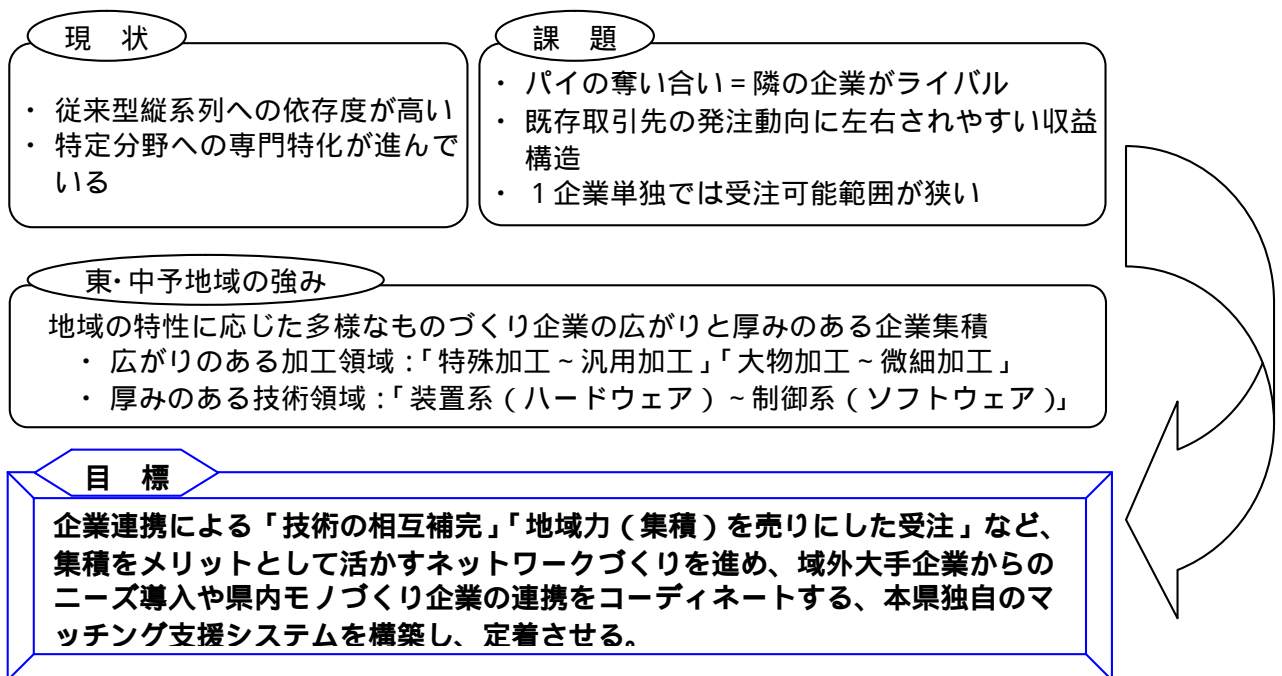 現 状
・ 従来型縦系列への依存度が高い
・ 特定分野への専門特化が進んで
いる
課 題
・ パイの奪い合い=隣の企業がライバル
・ 既存取引先の発注動向に左右されやすい収益
構造
・ 1企業単独では受注可能範囲が狭い
東・中予地域の強み
地域の特性に応じた多様なものづくり企業の広がりと厚みのある企業集積
・ 広がりのある加工領域:「特殊加工~汎用加工」「大物加工~微細加工」
・ 厚みのある技術領域:「装置系(ハードウェア)~制御系(ソフトウェア)」
目 標
企業連携による「技術の相互補完」「地域力(集積)を売りにした受注」など、
集積をメリットとして活かすネットワークづくりを進め、域外大手企業からの
ニーズ導入や県内モノづくり企業の連携をコーディネートする、本県独自のマ
ッチング支援システムを構築し、定着させる。